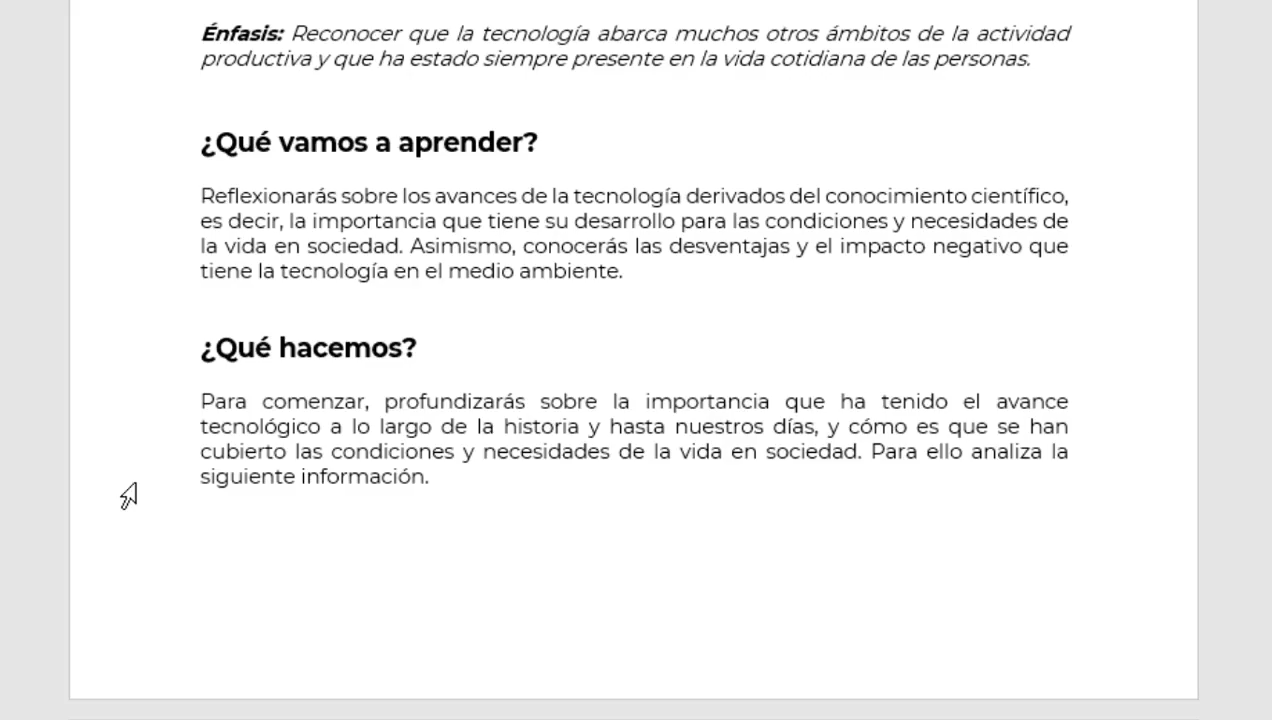 Énfasis: Reconocer que la tecnología abarca muchos otros ámbitos de la actividad
productiva y que ha estado siempre presente en la vida cotidiana de las personas.
¿Qué vamos a aprender?
Reflexionarás sobre los avances de la tecnología derivados del conocimiento científico,
es decir, la importancia que tiene su desarrollo para las condiciones y necesidades de
la vida en sociedad. Asimismo, conocerás las desventajas y el impacto negativo que
tiene la tecnología en el medio ambiente.
¿Qué hacemos?
Para comenzar, profundizarás sobre la importancia que ha tenido el avance
tecnológico a lo largo de la historia y hasta nuestros días, y cómo es que se han
cubierto las condiciones y necesidades de la vida en sociedad. Para ello analiza la
siguiente información.